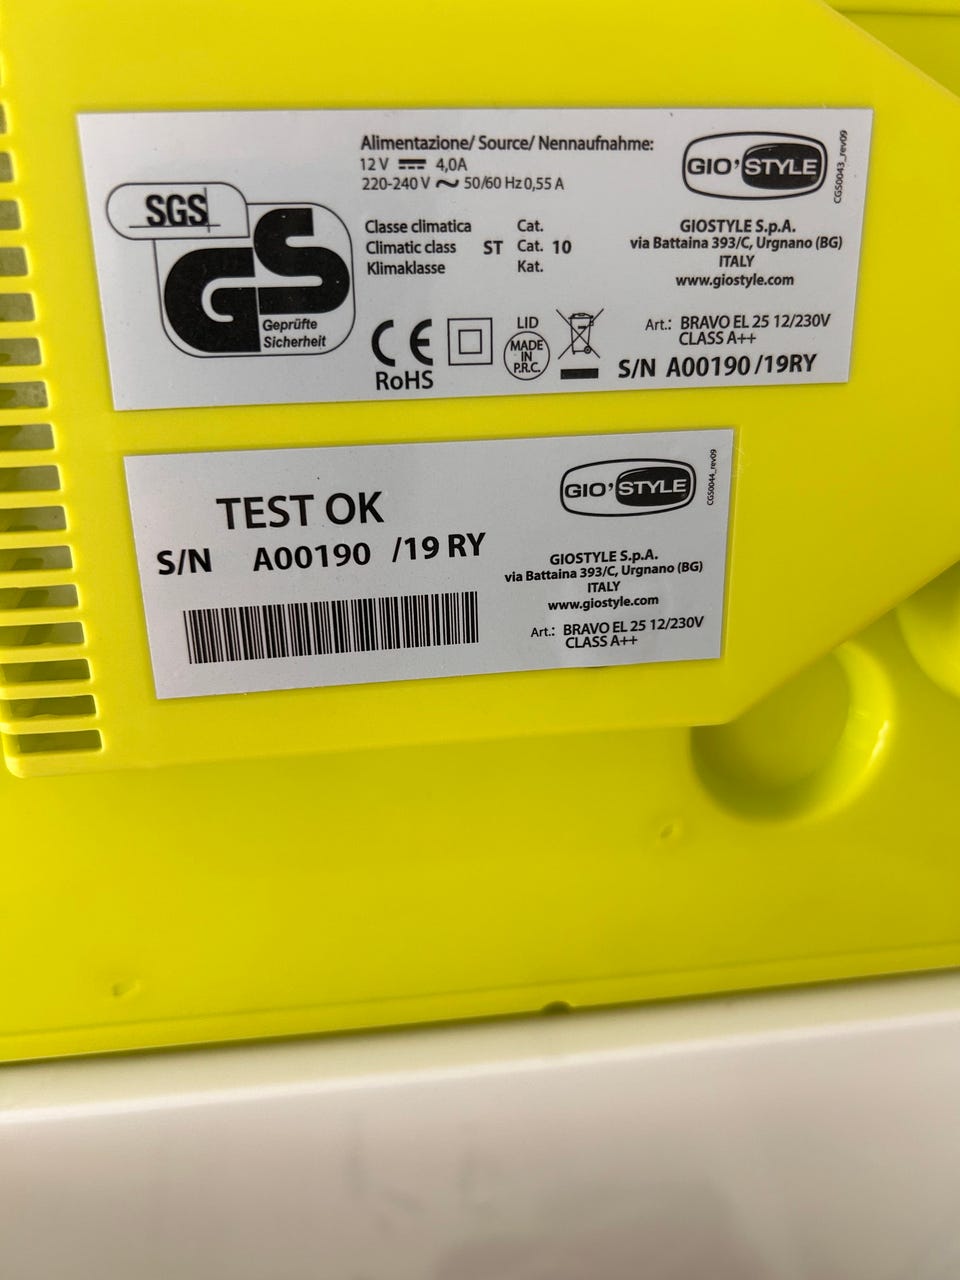 Alimentazione/ Source/ Nennaufnahme:
12 V 4,0A
220-240 V ~ 50/60 Hz 0,55 A
GIO'STYLE
CGS0043_rev09
SGS
GS
Geprüfte
Sicherheit
Classe climatica Cat.
Climatic class ST Cat. 10
Klimaklasse Kat.
GIOSTYLE S.p.A.
via Battaina 393/C, Urgnano (BG)
ITALY
www.giostyle.com
CE
RoHS
LID
MADE
IN
P.R.C.
Art.: BRAVO EL 25 12/230V
CLASS A++
S/N A00190/19RY
TEST OK
S/N A00190 /19 RY
GIO'STYLE
CGS0044_rev09
GIOSTYLE S.p.A.
via Battaina 393/C, Urgnano (BG)
ITALY
www.giostyle.com
Art.: BRAVO EL 25 12/230V
CLASS A++